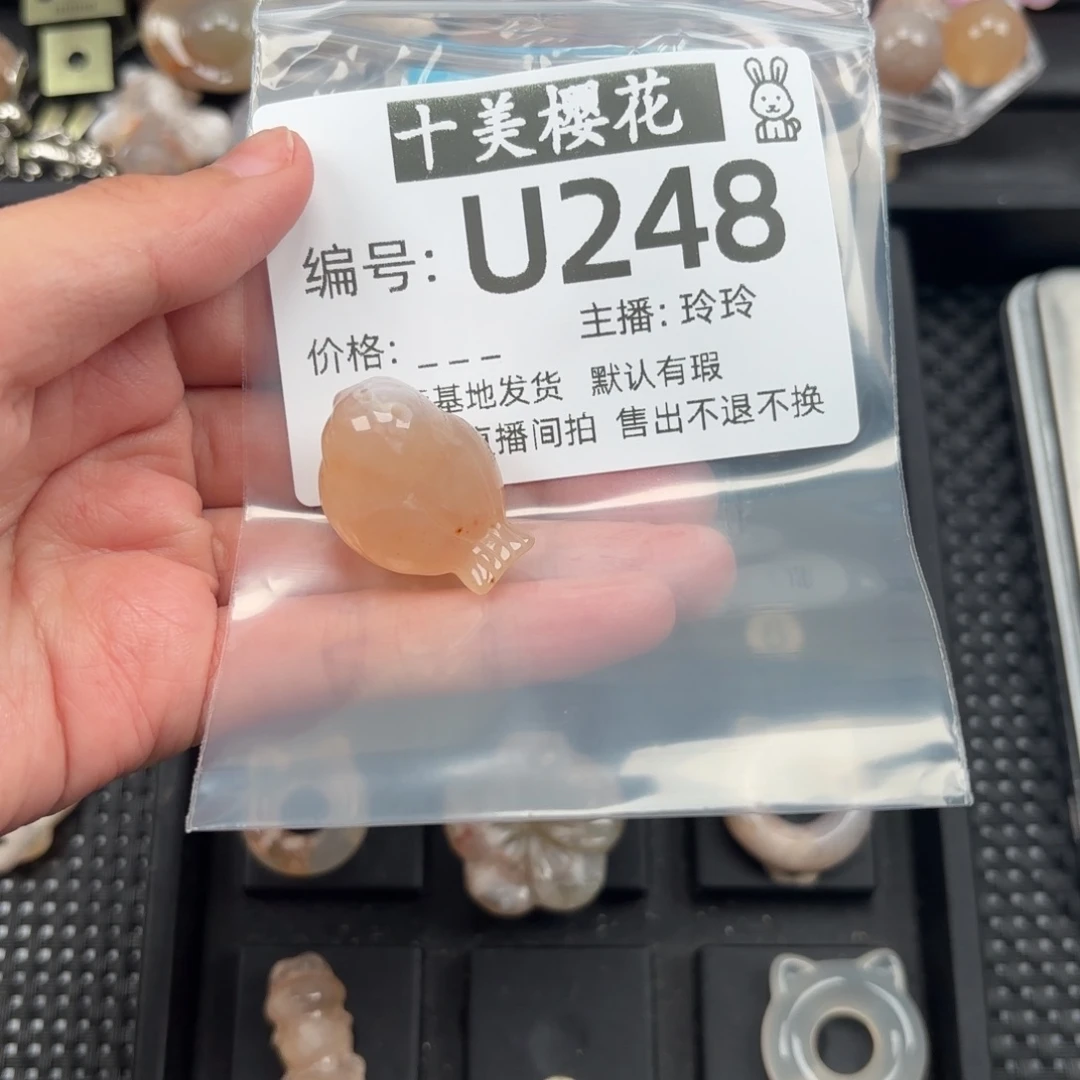 十美樱花
编号: U248
主播: 玲玲
价格: _ _ _
基地发货 默认有瑕
直播间拍 售出不退不换